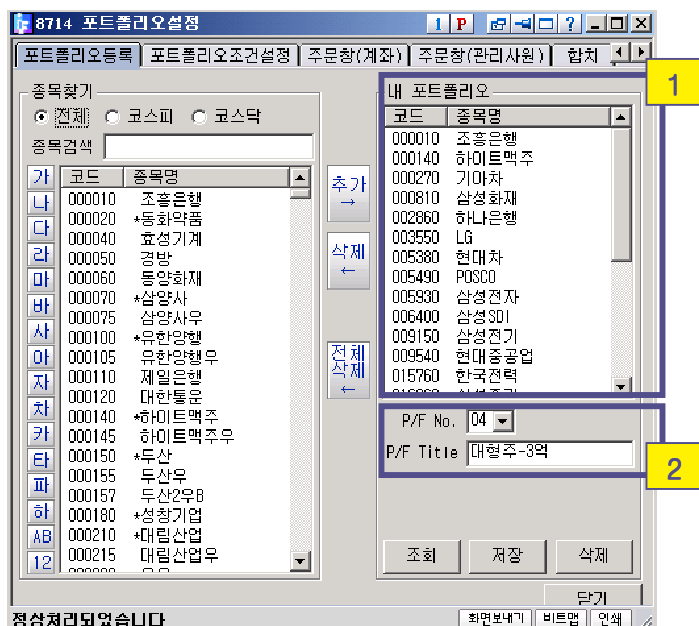 8714 포트폴리오설정
1 P ?
포트폴리오등록 포트폴리오조건설정 주문창(계좌) 주문창(관리사원) 합치
1
종목찾기
전체 코스피 코스닥
종목검색
가
나
다
라
마
바
사
아
자
차
카
타
파
하
AB
12
코드 종목명
000010 조흥은행
000020 *동화약품
000040 효성기계
000050 경방
000060 동양화재
000070 *삼양사
000075 삼양사우
000100 *유한양행
000105 유한양행우
000110 제일은행
000120 대한통운
000140 *하이트맥주
000145 하이트맥주우
000150 *두산
000155 두산우
000157 두산2우B
000180 *성창기업
000210 *대림산업
000215 대림산업우
추가
→
삭제
←
전체
삭제
←
내 포트폴리오
코드 종목명
000010 조흥은행
000140 하이트맥주
000270 기아차
000810 삼성화재
002860 하나은행
003550 LG
005380 현대차
005490 POSCO
005930 삼성전자
006400 삼성SDI
009150 삼성전기
009540 현대중공업
015760 한국전력
P/F No. 04
P/F Title 대형주-3억
2
조회 저장 삭제
닫기
정상처리되었습니다
화면보내기 비트맵 인쇄